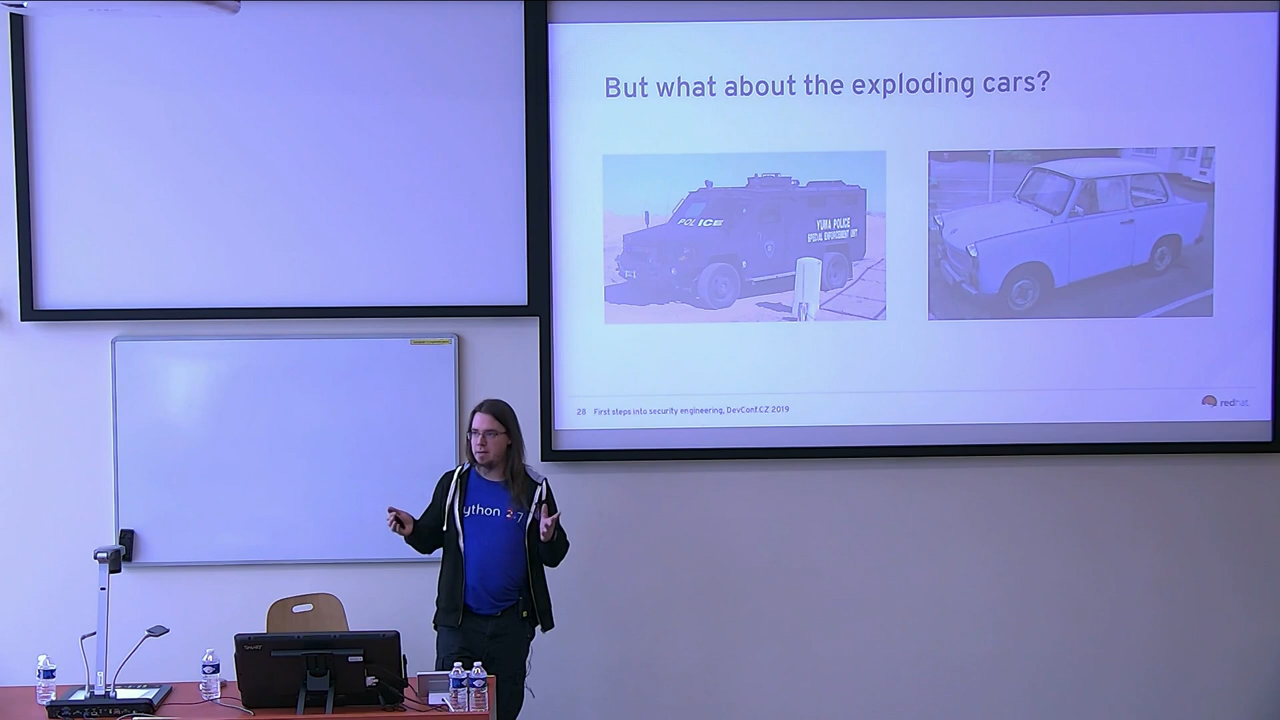 But what about the exploding cars?
POLICE
YUMA POLICE
SPECIAL ENFORCEMENT UNIT
28 First steps into security engineering, DevConf.CZ 2019
redhat
ython 2.7